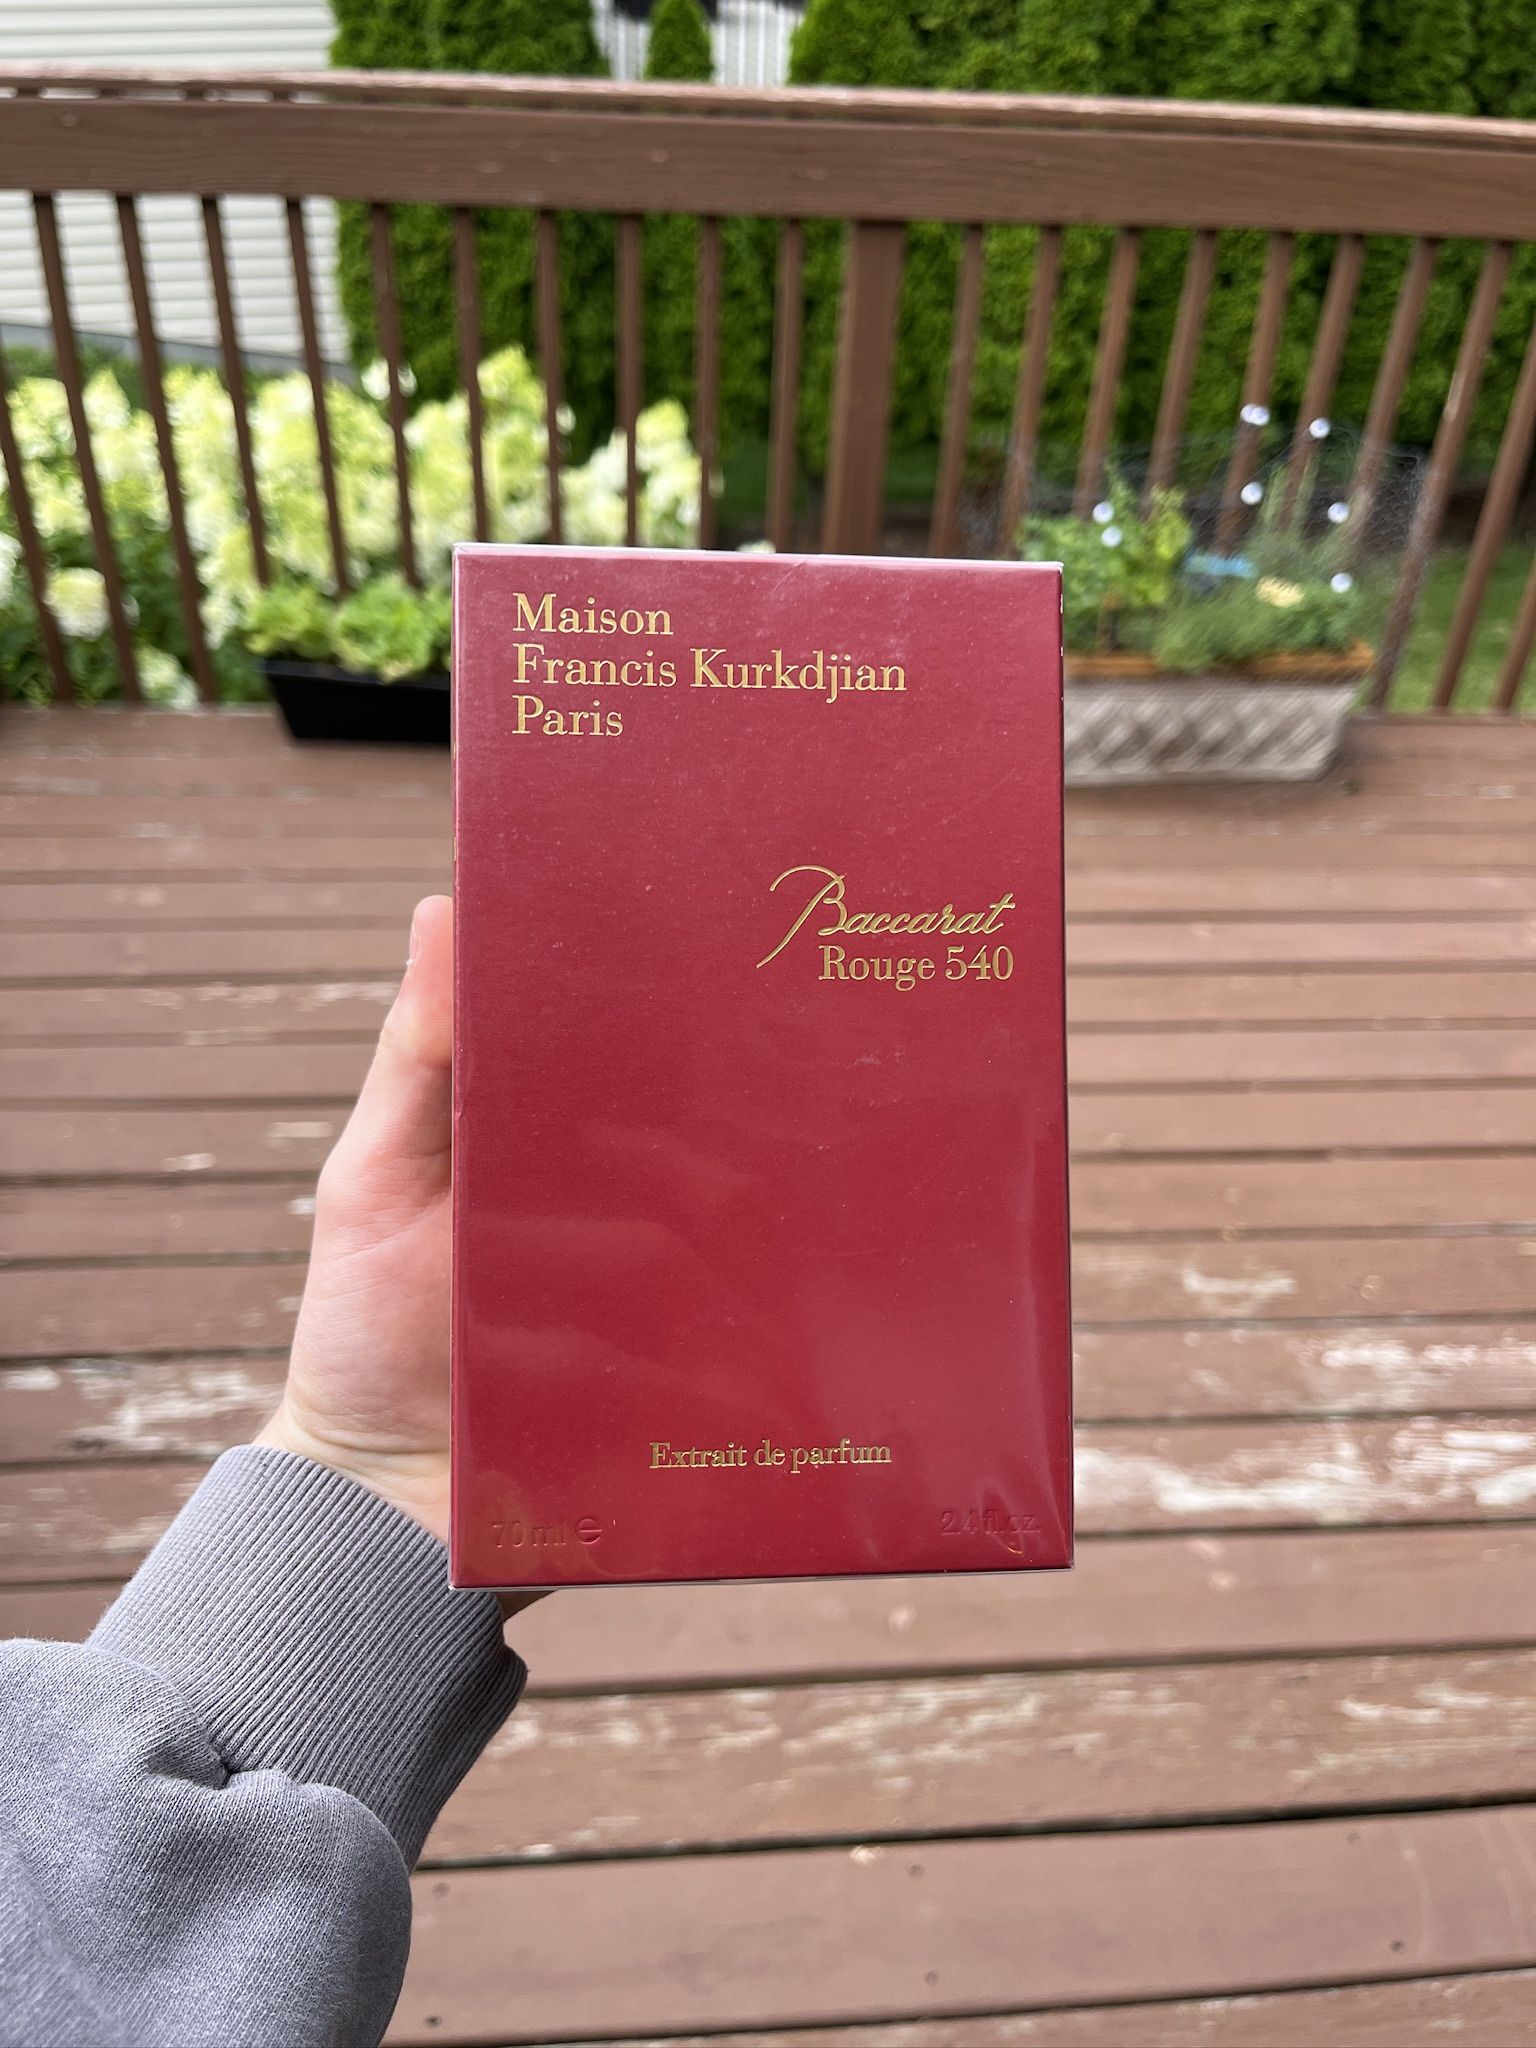 Maison
Francis Kurkdjian
Paris
Baccarat
Rouge 540
Extrait de parfum
70 ml ℮
2.4 fl.oz.